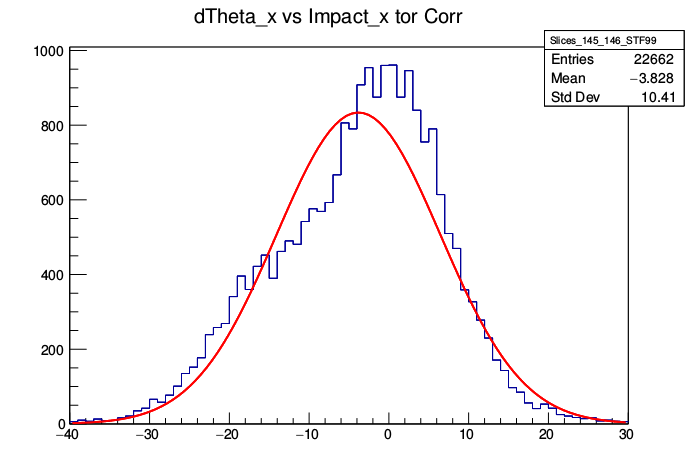 dTheta_x vs Impact_x tor Corr
Slices_145_146_STF99
Entries 22662
Mean −3.828
Std Dev 10.41
1000
800
600
400
200
0
−40 −30 −20 −10 0 10 20 30